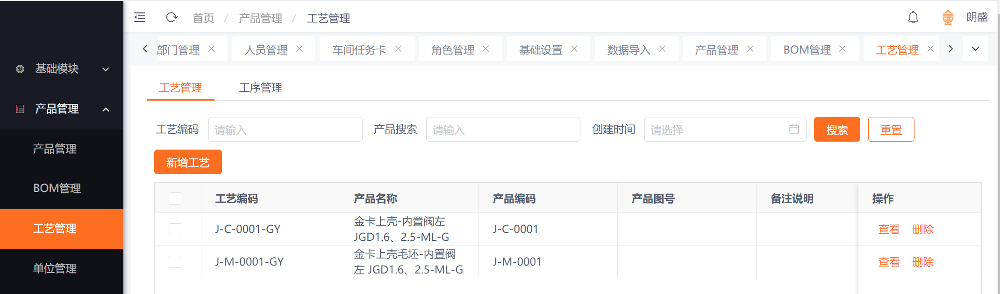 首页 / 产品管理 / 工艺管理
朗盛
部门管理
人员管理
车间任务卡
角色管理
基础设置
数据导入
产品管理
BOM管理
工艺管理
基础模块
产品管理
产品管理
BOM管理
工艺管理
单位管理
工艺管理
工序管理
工艺编码 请输入
产品搜索 请输入
创建时间 请选择
搜索
重置
新增工艺
工艺编码 产品名称 产品编码 产品图号 备注说明 操作
J-C-0001-GY
金卡上壳-内置阀左
JGD1.6、2.5-ML-G
J-C-0001
查看 删除
J-M-0001-GY
金卡上壳毛坯-内置阀
左 JGD1.6、2.5-ML-G
J-M-0001
查看 删除